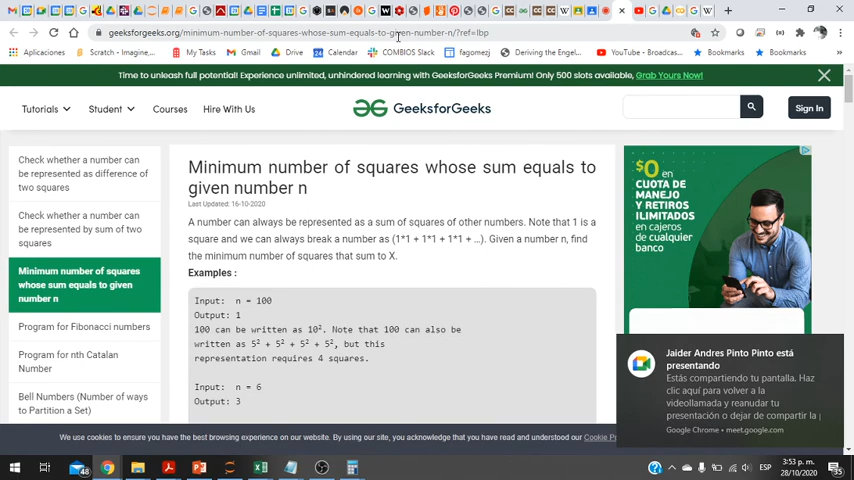 geeksforgeeks.org/minimum-number-of-squares-whose-sum-equals-to-given-number-n/?ref=lbp
Aplicaciones
Scratch - Imagine...
My Tasks
Gmail
Drive
Calendar
COMBIOS Slack
fagomezj
Deriving the Engel...
YouTube - Broadcas...
Bookmarks
Bookmarks
Time to unleash full potential! Experience unlimited, unhindered learning with GeeksforGeeks Premium! Only 500 slots available, Grab Yours Now!
Tutorials
Student
Courses
Hire With Us
GeeksforGeeks
Sign In
Check whether a number can
be represented as difference of
two squares
Check whether a number can
be represented by sum of two
squares
Minimum number of squares
whose sum equals to given
number n
Program for Fibonacci numbers
Program for nth Catalan
Number
Bell Numbers (Number of ways
to Partition a Set)
Minimum number of squares whose sum equals to
given number n
Last Updated: 16-10-2020
A number can always be represented as a sum of squares of other numbers. Note that 1 is a
square and we can always break a number as (1*1 + 1*1 + 1*1 + …). Given a number n, find
the minimum number of squares that sum to X.
Examples :
Input: n = 100
Output: 1
100 can be written as 10². Note that 100 can also be
written as 5² + 5² + 5² + 5², but this
representation requires 4 squares.
Input: n = 6
Output: 3
$0 en
CUOTA DE
MANEJO
Y RETIROS
ILIMITADOS
en cajeros
de cualquier
banco
Jaider Andres Pinto Pinto está
presentando
Estás compartiendo tu pantalla. Haz
clic aquí para volver a la
videollamada y reanudar tu
presentación o dejar de compartir la
Google Chrome • meet.google.com
We use cookies to ensure you have the best browsing experience on our website. By using our site, you acknowledge that you have read and understood our Cookie
48
ESP
3:53 p. m.
28/10/2020
35